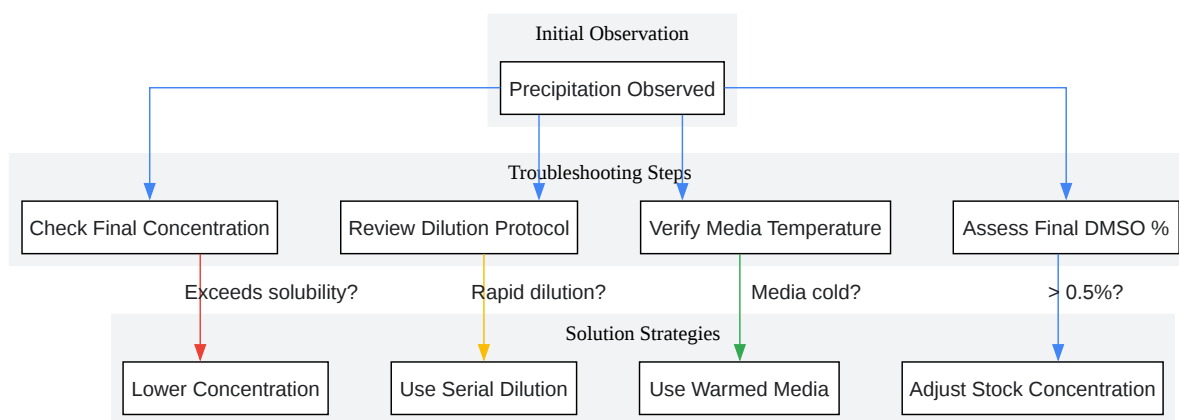 Initial Observation
Precipitation Observed
Troubleshooting Steps
Check Final Concentration
Review Dilution Protocol
Verify Media Temperature
Assess Final DMSO %
Exceeds solubility?
Rapid dilution?
Media cold?
> 0.5%?
Solution Strategies
Lower Concentration
Use Serial Dilution
Use Warmed Media
Adjust Stock Concentration